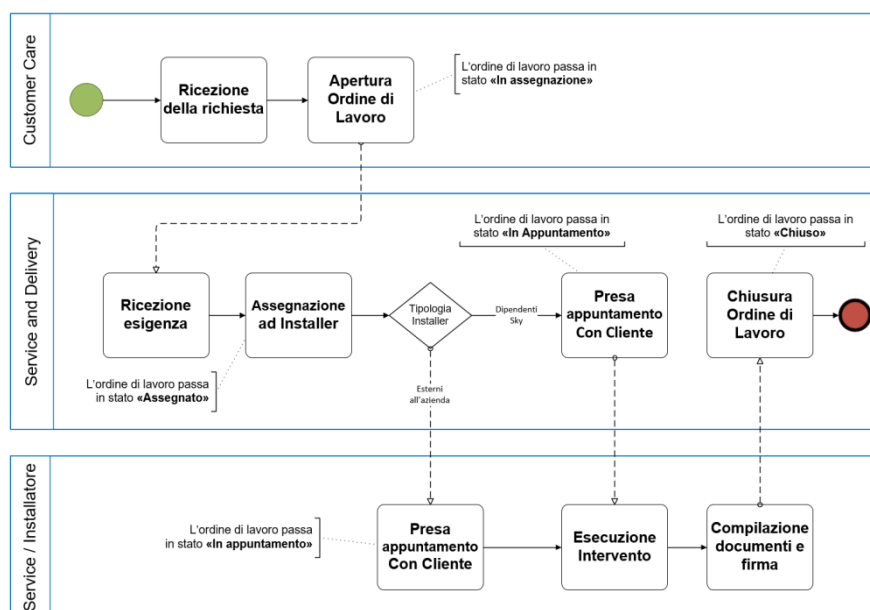 Customer Care
Ricezione
della richiesta
Apertura
Ordine di
Lavoro
L'ordine di lavoro passa in
stato «In assegnazione»
Service and Delivery
L'ordine di lavoro passa in
stato «In Appuntamento»
L'ordine di lavoro passa in
stato «Chiuso»
Ricezione
esigenza
Assegnazione
ad Installer
Tipologia
Installer
Dipendenti
Sky
Presa
appuntamento
Con Cliente
Chiusura
Ordine di
Lavoro
L'ordine di lavoro passa
in stato «Assegnato»
Esterni
all'azienda
Service / Installatore
L'ordine di lavoro passa
in stato «In appuntamento»
Presa
appuntamento
Con Cliente
Esecuzione
Intervento
Compilazione
documenti e
firma